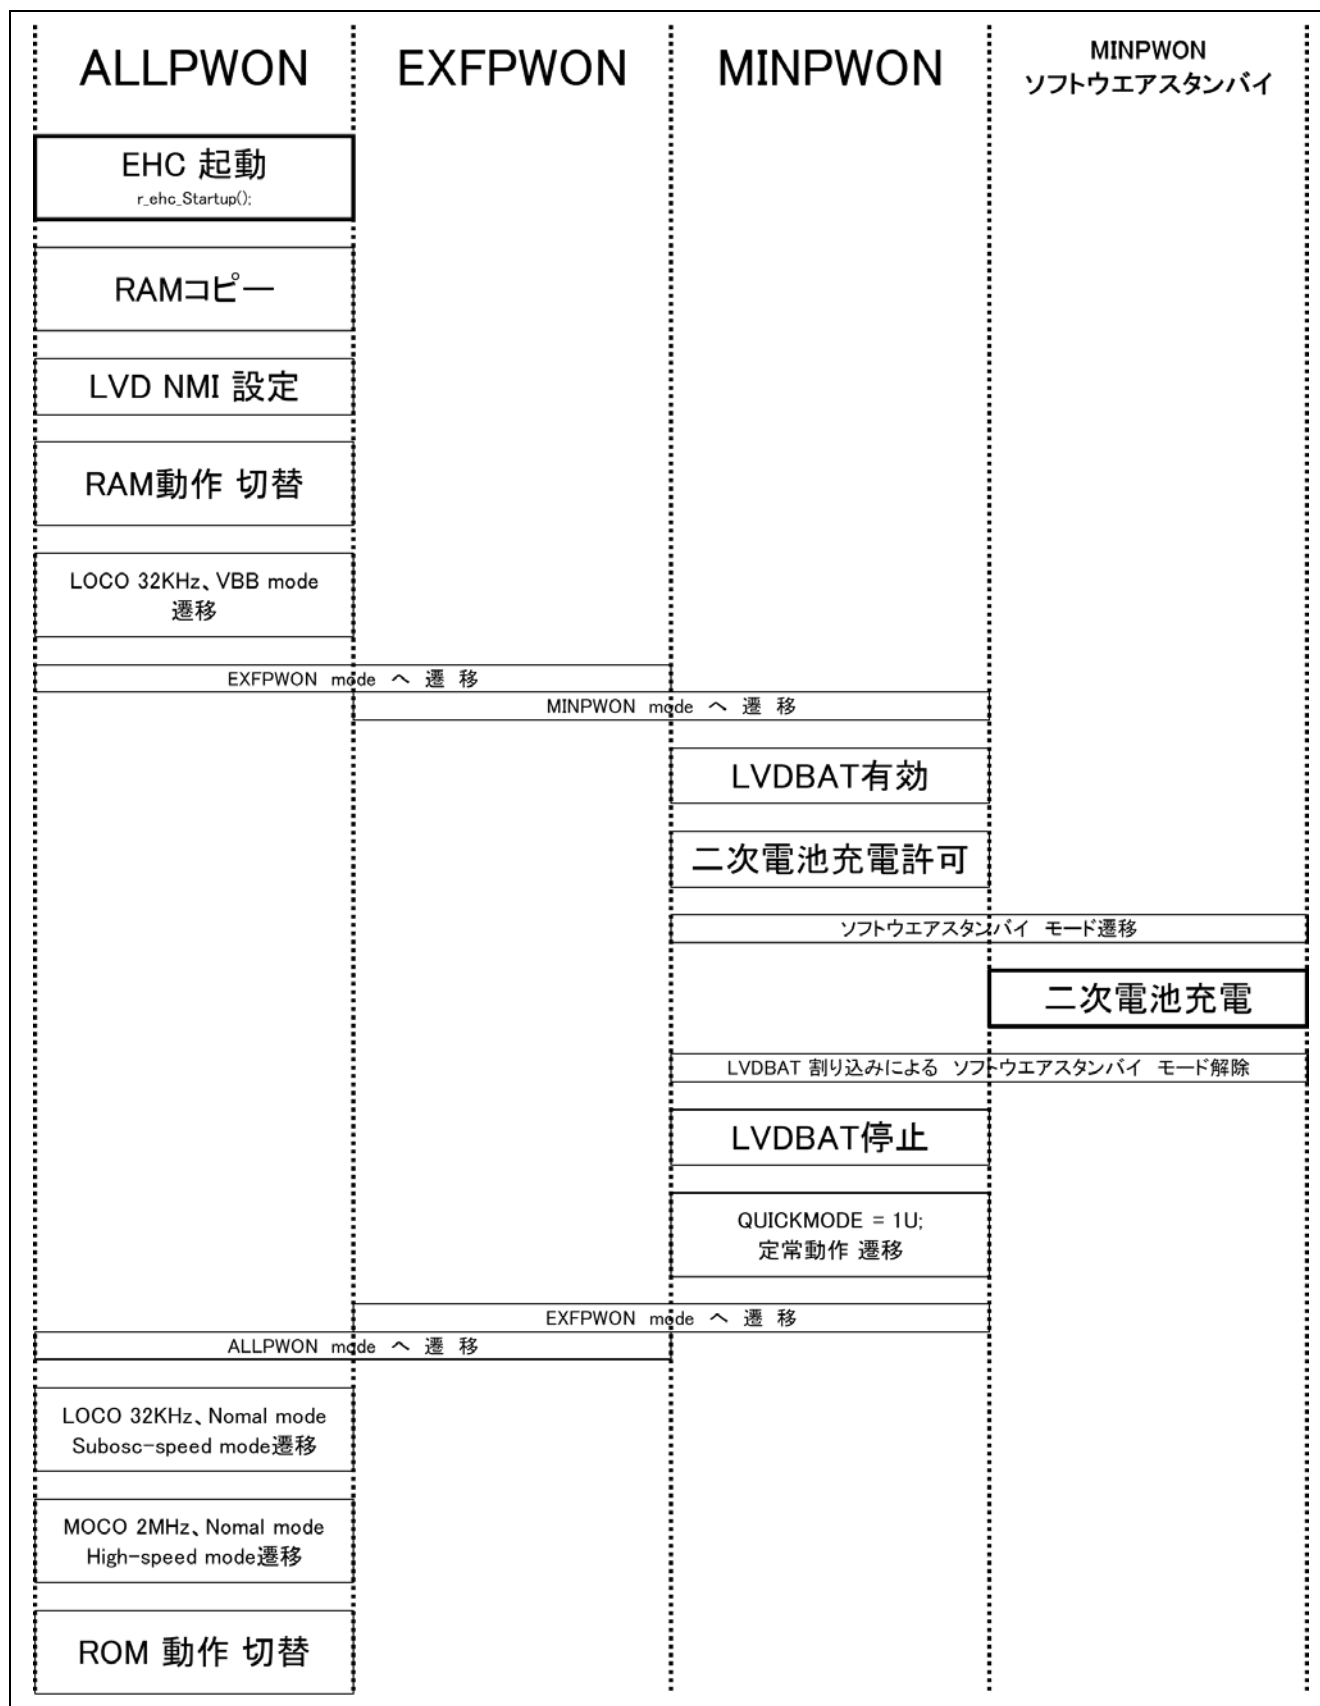 ALLPWON
EXFPWON
MINPWON
MINPWON
ソフトウエアスタンバイ
EHC 起動
r_ehc_Startup();
RAMコピー
LVD NMI 設定
RAM動作 切替
LOCO 32KHz、VBB mode
遷移
EXFPWON mode へ 遷 移
MINPWON mode へ 遷 移
LVDBAT有効
二次電池充電許可
ソフトウエアスタンバイ モード遷移
二次電池充電
LVDBAT 割り込みによる ソフトウエアスタンバイ モード解除
LVDBAT停止
QUICKMODE = 1U;
定常動作 遷移
EXFPWON mode へ 遷 移
ALLPWON mode へ 遷 移
LOCO 32KHz、Nomal mode
Subosc-speed mode遷移
MOCO 2MHz、Nomal mode
High-speed mode遷移
ROM 動作 切替